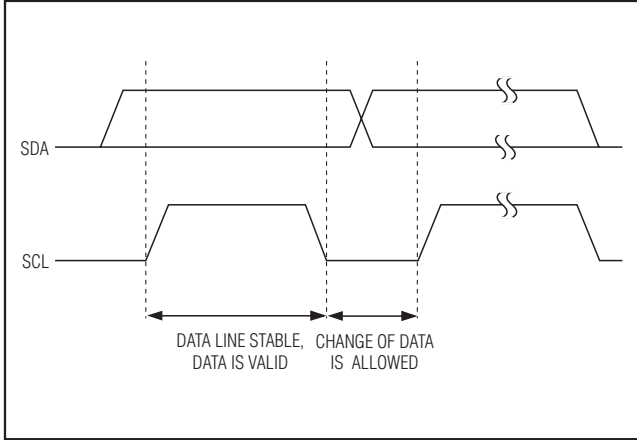 SDA
SCL
DATA LINE STABLE,
DATA IS VALID
CHANGE OF DATA
IS ALLOWED